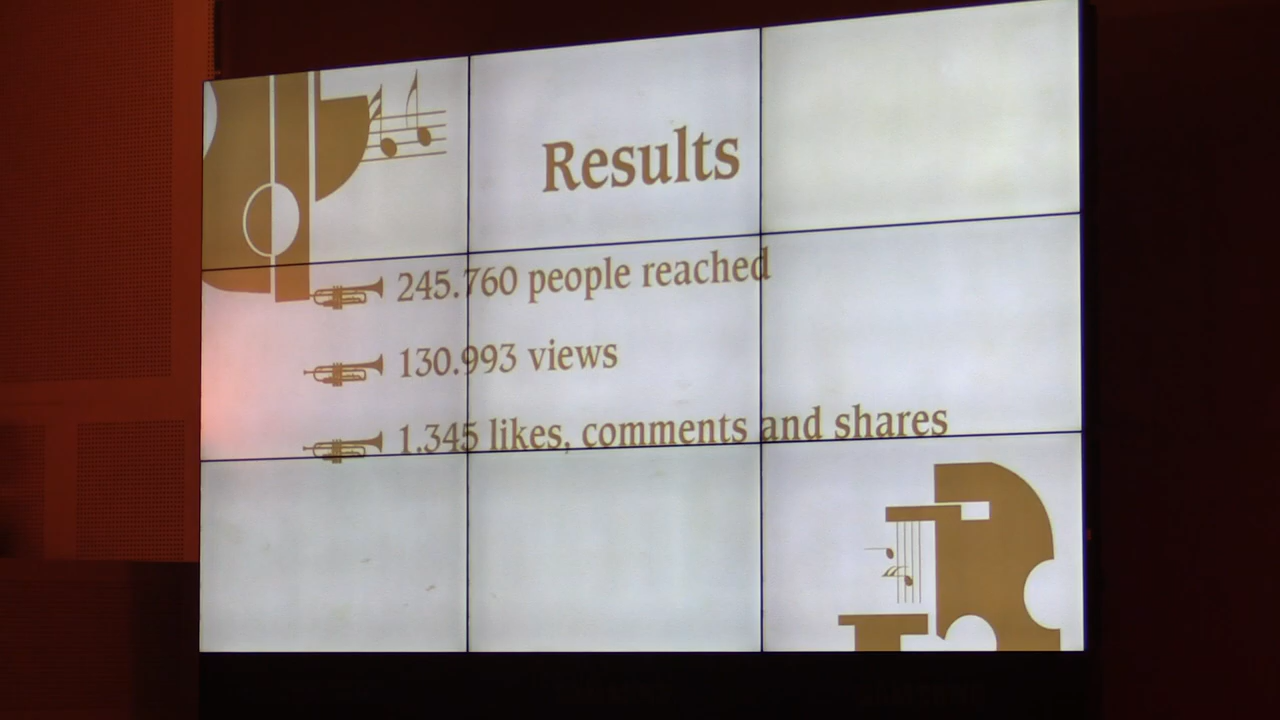 Results
245.760 people reached
130.993 views
1.345 likes, comments and shares